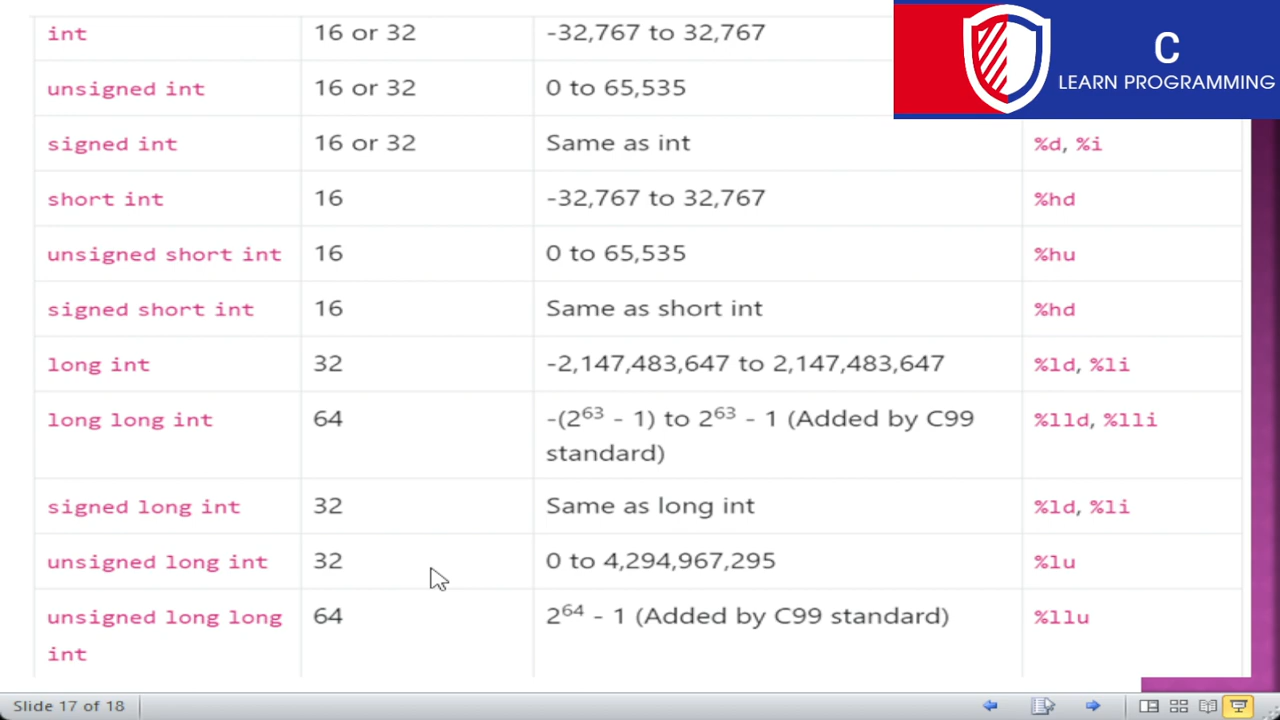 int 16 or 32 -32,767 to 32,767
C
LEARN PROGRAMMING
unsigned int 16 or 32 0 to 65,535
signed int 16 or 32 Same as int %d, %i
short int 16 -32,767 to 32,767 %hd
unsigned short int 16 0 to 65,535 %hu
signed short int 16 Same as short int %hd
long int 32 -2,147,483,647 to 2,147,483,647 %ld, %li
long long int 64 -(2⁶³ - 1) to 2⁶³ - 1 (Added by C99 %lld, %lli
standard)
signed long int 32 Same as long int %ld, %li
unsigned long int 32 0 to 4,294,967,295 %lu
unsigned long long 64 2⁶⁴ - 1 (Added by C99 standard) %llu
int
Slide 17 of 18